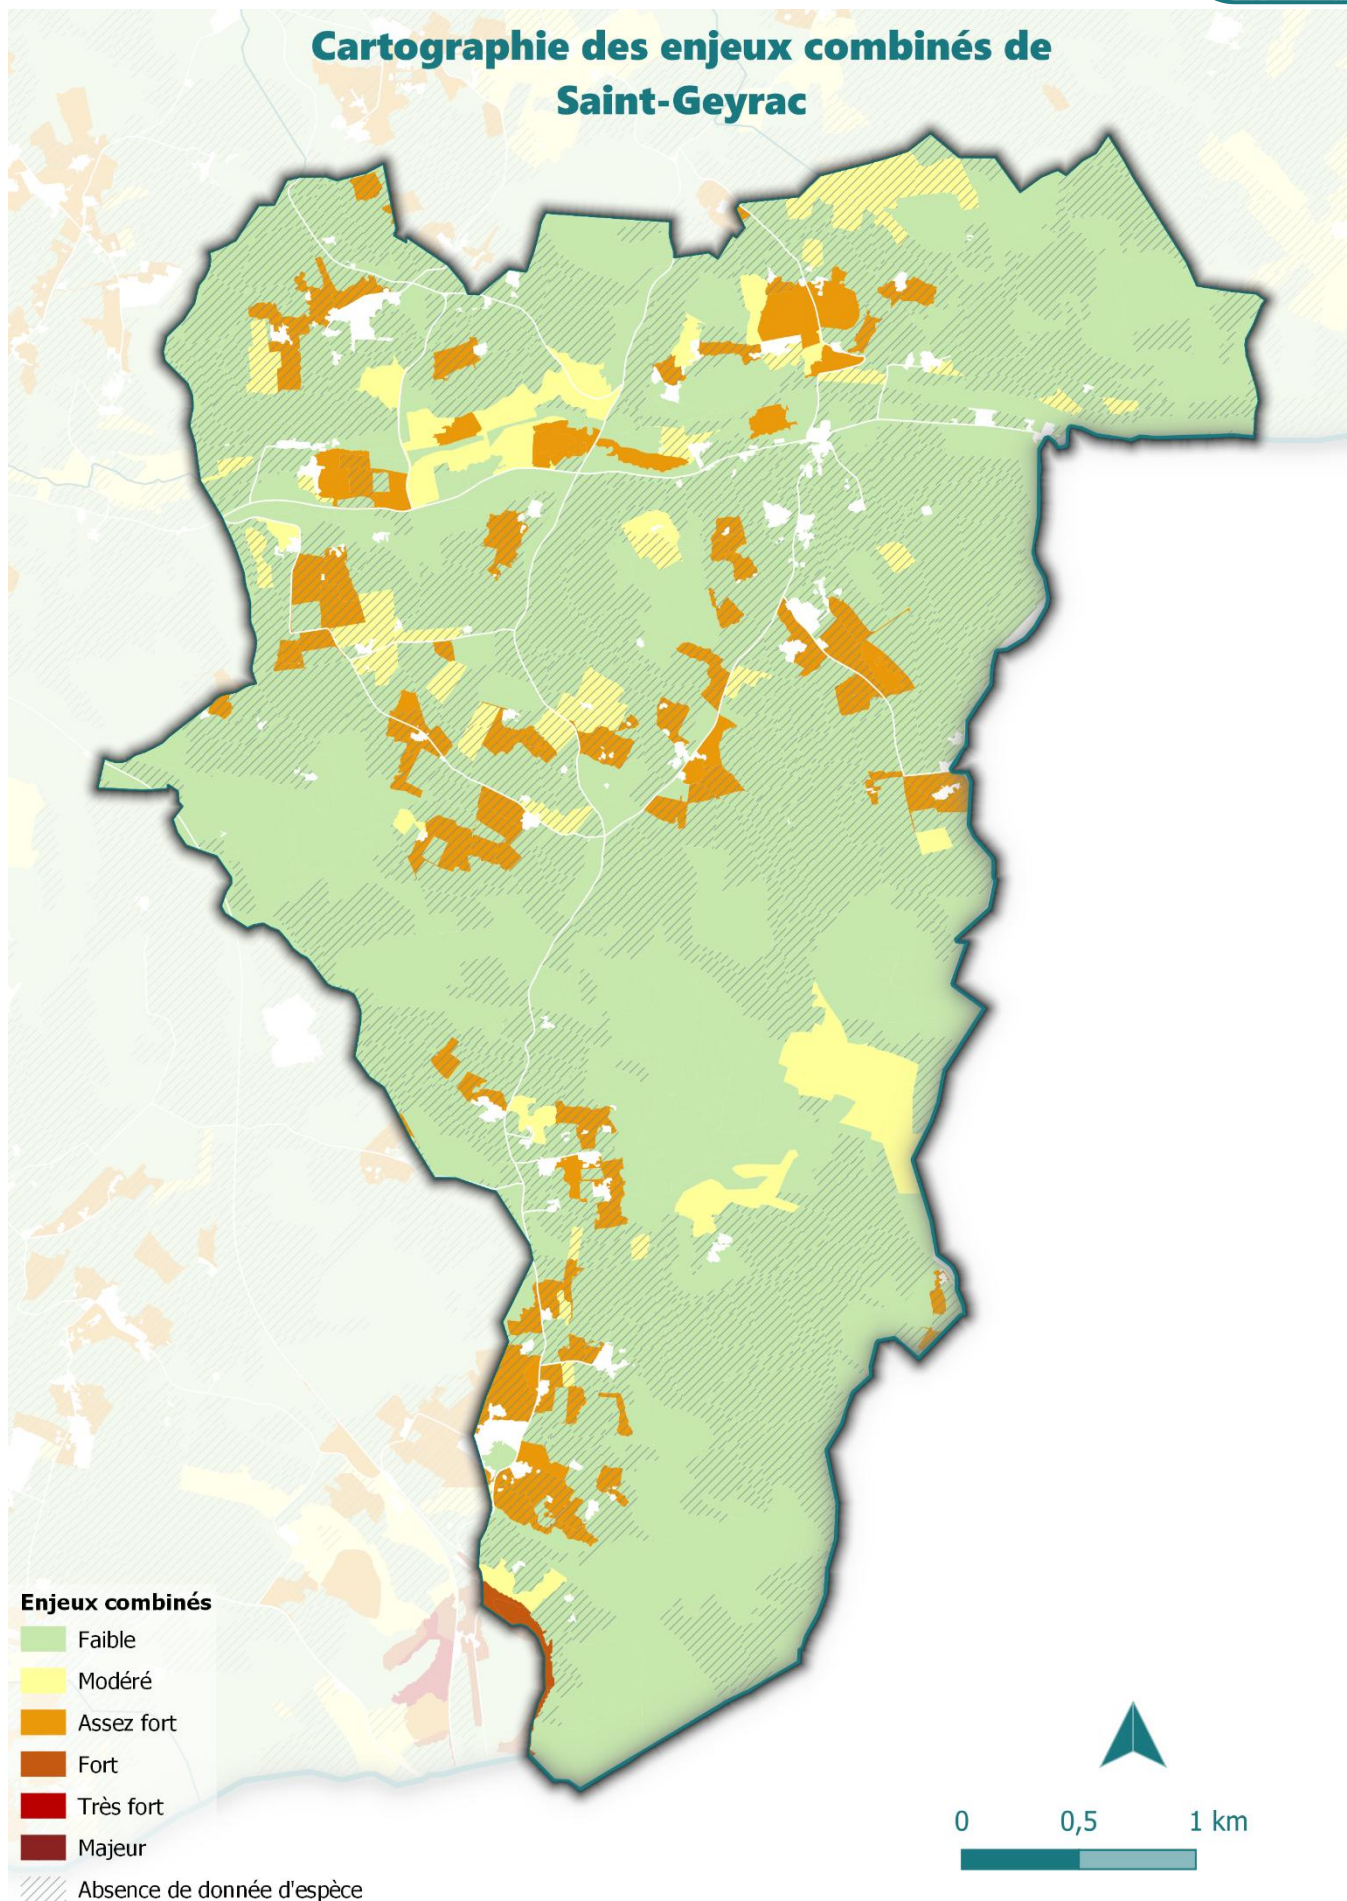 Cartographie des enjeux combinés de
Saint-Geyrac
Enjeux combinés
Faible
Modéré
Assez fort
Fort
Très fort
Majeur
Absence de donnée d'espèce
0 0,5 1 km